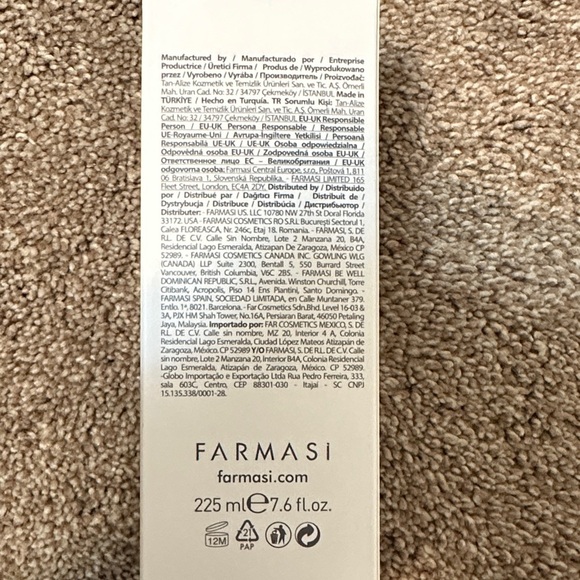 Manufactured by / Manufacturado por / Entreprise
Productrice / Üretici Firma / Produs de / Wyprodukowano
przez / Vyrobeno / Vyrába / Производитель / Proizvođač:
Tan-Alize Kozmetik ve Temizlik Ürünleri San. ve Tic. A.Ş. Ömerli
Mah. Uran Cad. No: 32 / 34797 Çekmeköy / İSTANBUL Made in
TÜRKİYE / Hecho en Turquía. TR Sorumlu Kişi: Tan-Alize
Kozmetik ve Temizlik Ürünleri San. ve Tic. A.Ş. Ömerli Mah. Uran
Cad. No: 32 / 34797 Çekmeköy / İSTANBUL EU-UK Responsible
Person / EU-UK Persona Responsable / Responsable
UE-Royaume-Uni / Avrupa-İngiltere Yetkilisi / Persoană
Responsabilă UE-UK / UE-UK Osoba odpowiedzialna /
Odpovědná osoba EU-UK / Zodpovedná osoba EU-UK /
Ответственное лицо ЕС – Великобритания / EU-UK
odgovorna osoba: Farmasi Central Europe, s.r.o., Poštová 1, 811
06 Bratislava 1, Slovenská Republika. - FARMASI LIMITED 165
Fleet Street, London, EC4A 2DY. Distributed by / Distribuido
por / Distribué par / Dağıtıcı Firma / Distribuit de /
Dystrybucja / Distribuce / Distribúcia / Дистрибьютор /
Distributer: - FARMASI US. LLC 10780 NW 27th St Doral Florida
33172. USA - FARMASI COSMETICS RO S.R.L București Sectorul 1,
Calea FLOREASCA, Nr. 246c, Etaj 18. Romania. - FARMASI, S. DE
R.L. DE C.V. Calle Sin Nombre, Lote 2 Manzana 20, B4A,
Residencial Lago Esmeralda, Atizapan De Zaragoza, México CP
52989. - FARMASI COSMETICS CANADA INC. GOWLING WLG
(CANADA) LLP Suite 2300, Bentall 5, 550 Burrard Street
Vancouver, British Columbia, V6C 2B5. - FARMASI BE WELL
DOMINICAN REPUBLIC, S.R.L., Avenida. Winston Churchill, Torre
Citibank, Acropolis, Piso 14 Ens Piantini, Santo Domingo. -
FARMASI SPAIN, SOCIEDAD LIMITADA, en Calle Muntaner 379.
Entlo. 1ª, 8021. Barcelona. - Far Cosmetics Sdn.Bhd. Level 16-03 &
3A, PJX HM Shah Tower, No.16A, Persiaran Barat, 46050 Petaling
Jaya, Malaysia. Importado por: FAR COSMETICS MEXICO, S. DE
R.L. DE C.V. Calle sin nombre, MZ 20, Interior 4 A, Colonia
Residencial Lago Esmeralda, Ciudad López Mateos Atizapán de
Zaragoza, México. CP 52989 Y/O FARMASI, S. DE R.L. DE C.V. Calle
sin nombre, Lote 2 Manzana 20, Interior B4A, Colonia Residencial
Lago Esmeralda, Atizapán de Zaragoza, México. CP 52989.
-Globo Importação e Exportação Ltda Rua Pedro Ferreira, 333,
sala 603C, Centro, CEP 88301-030 - Itajaí - SC CNPJ
15.135.338/0001-28.
FARMASİ
farmasi.com
225 ml ℮ 7.6 fl.oz.
12M
21
PAP